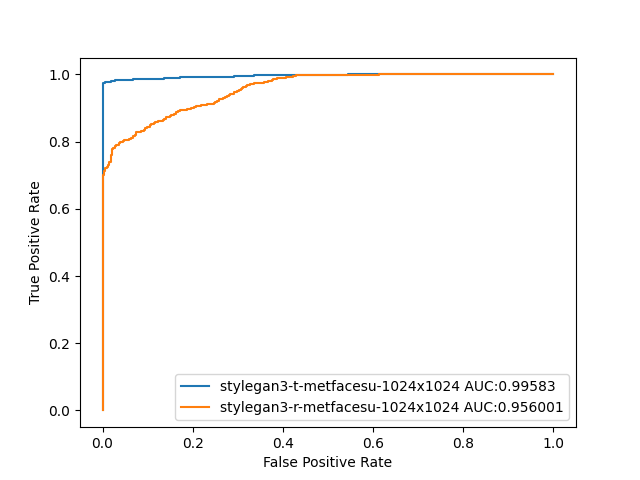 1.0
0.8
0.6
0.4
0.2
0.0
True Positive Rate
stylegan3-t-metfacesu-1024x1024 AUC:0.99583
stylegan3-r-metfacesu-1024x1024 AUC:0.956001
0.0 0.2 0.4 0.6 0.8 1.0
False Positive Rate